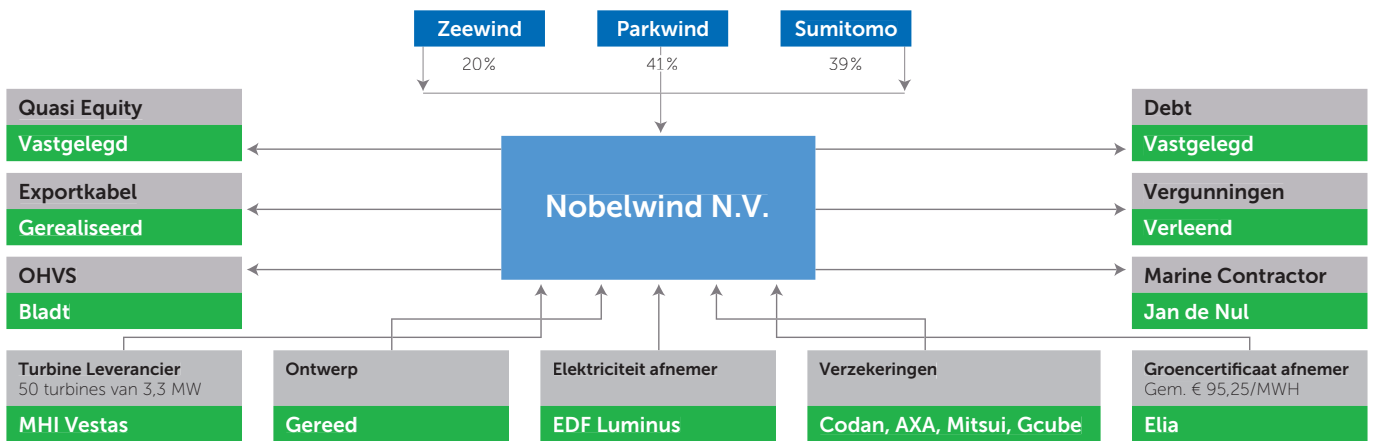 Zeewind
Parkwind
Sumitomo
20%
41%
39%
Quasi Equity
Vastgelegd
Debt
Vastgelegd
Exportkabel
Gerealiseerd
Nobelwind N.V.
Vergunningen
Verleend
OHVS
Bladt
Marine Contractor
Jan de Nul
Turbine Leverancier
50 turbines van 3,3 MW
MHI Vestas
Ontwerp
Gereed
Elektriciteit afnemer
EDF Luminus
Verzekeringen
Codan, AXA, Mitsui, Gcube
Groencertificaat afnemer
Gem. € 95,25/MWH
Elia